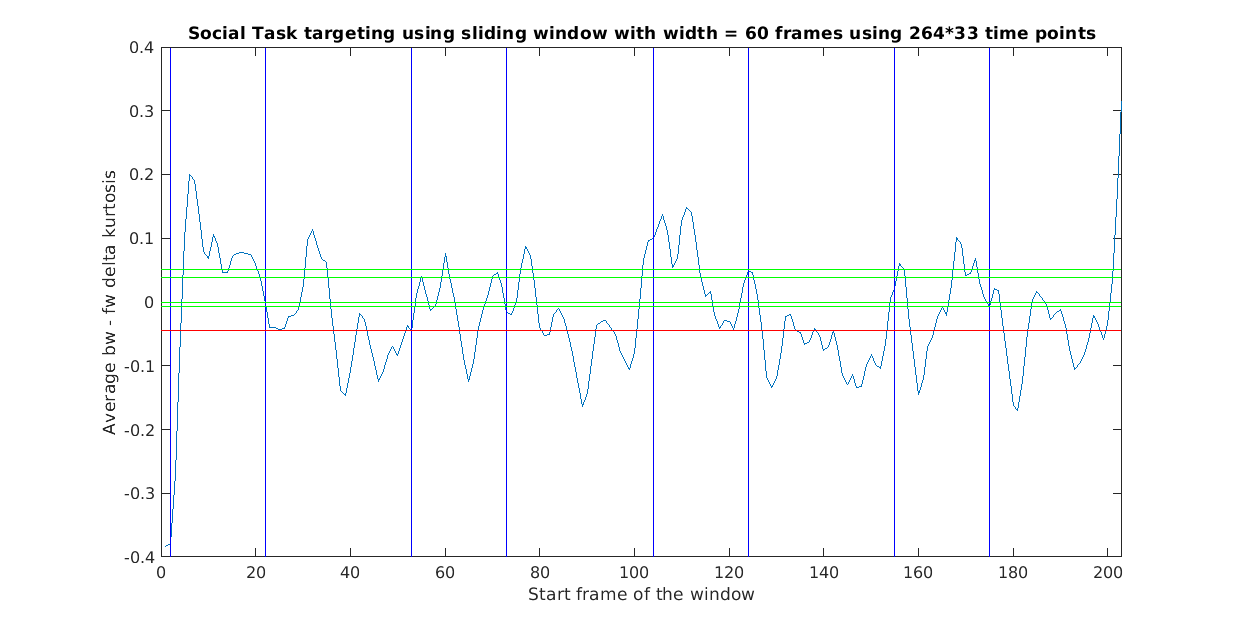 Social Task targeting using sliding window with width = 60 frames using 264*33 time points
Average bw - fw delta kurtosis
0.4
0.3
0.2
0.1
0
-0.1
-0.2
-0.3
-0.4
0 20 40 60 80 100 120 140 160 180 200
Start frame of the window